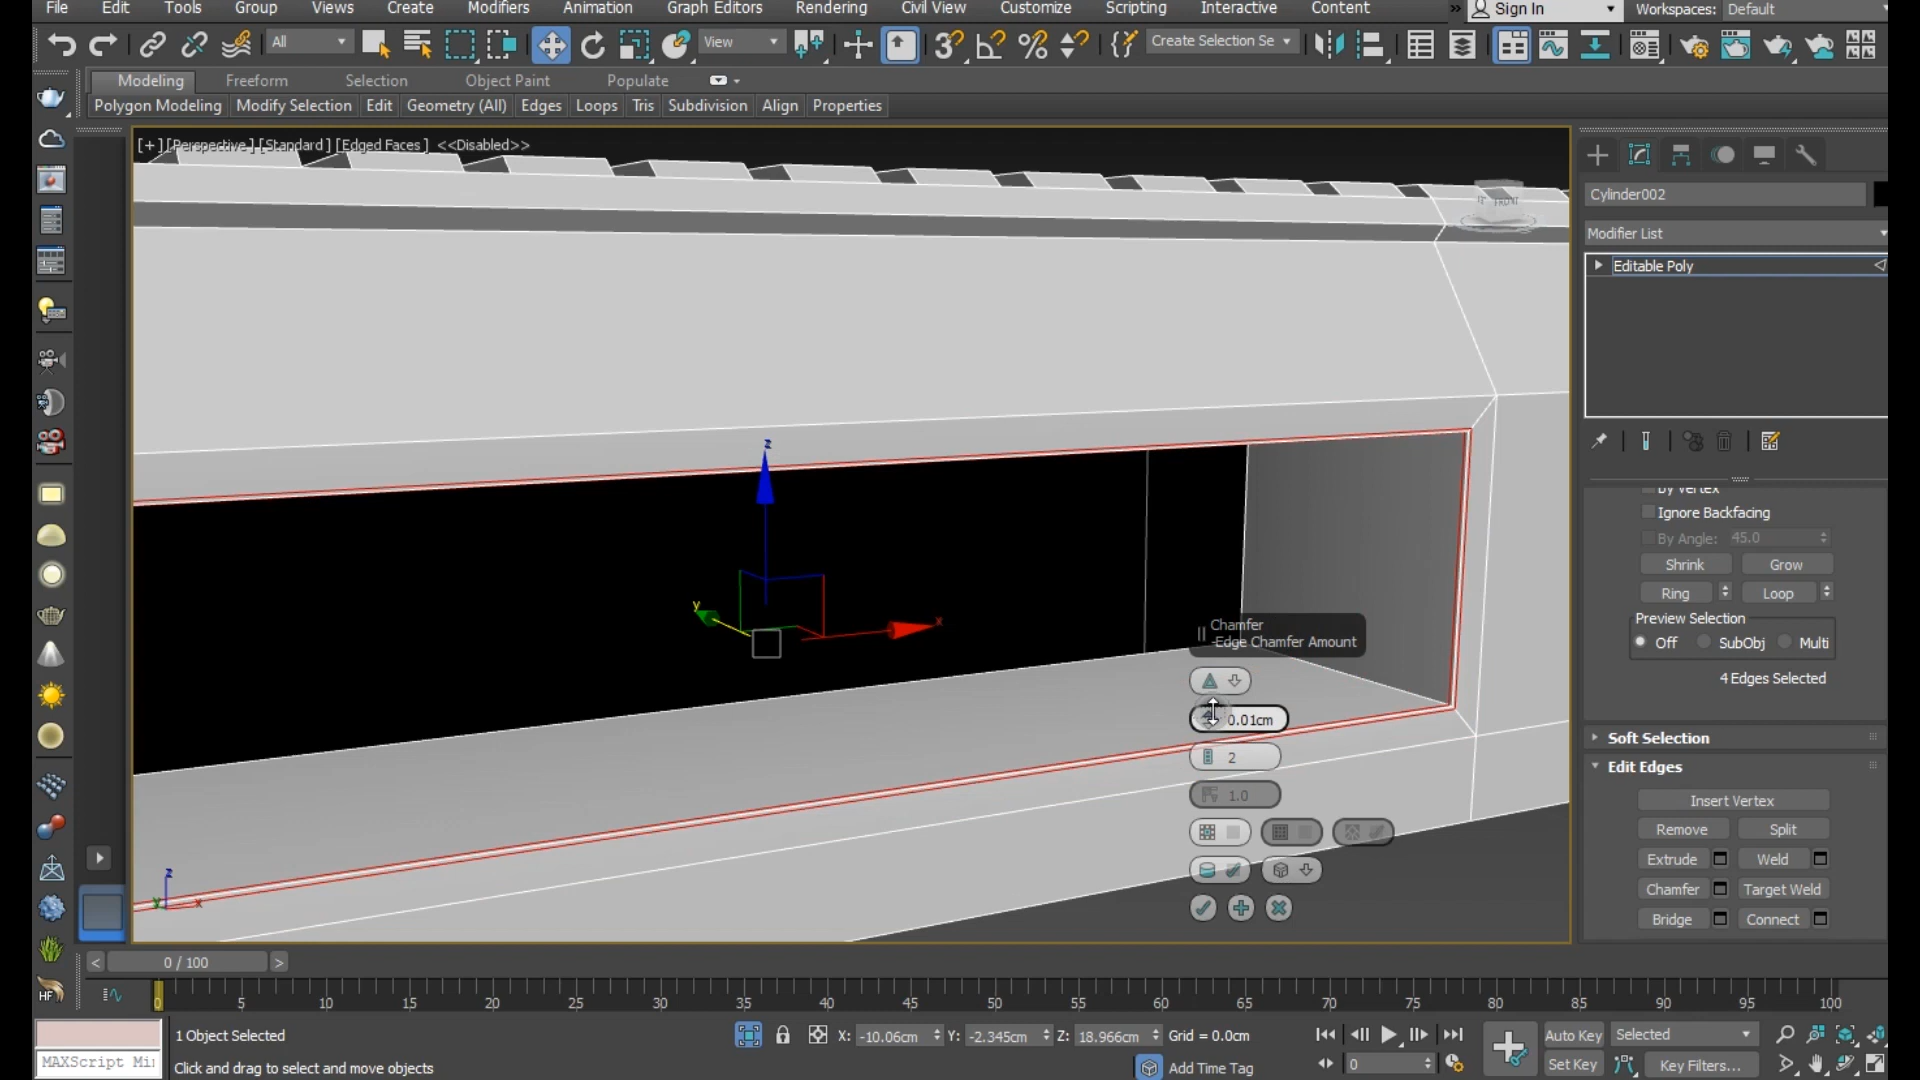 File Edit Tools Group Views Create Modifiers Animation Graph Editors Rendering Civil View Customize Scripting Interactive Content » Sign In Workspaces: Default
All View Create Selection Se
Modeling Freeform Selection Object Paint Populate
Polygon Modeling Modify Selection Edit Geometry (All) Edges Loops Tris Subdivision Align Properties
[+] [Perspective] [Standard] [Edged Faces] <<Disabled>>
FRONT
Cylinder002
Modifier List
Editable Poly
By Vertex
Ignore Backfacing
By Angle: 45.0
Shrink Grow
Ring Loop
Preview Selection
Off SubObj Multi
4 Edges Selected
Soft Selection
Edit Edges
Insert Vertex
Remove Split
Extrude Weld
Chamfer Target Weld
Bridge Connect
z
y
x
Chamfer
-Edge Chamfer Amount
0.01cm
2
1.0
z
y
x
HF
< 0 / 100 >
0 5 10 15 20 25 30 35 40 45 50 55 60 65 70 75 80 85 90 95 100
1 Object Selected X: -10.06cm Y: -2.345cm Z: 18.966cm Grid = 0.0cm Auto Key Selected
MAXScript Mi Click and drag to select and move objects Add Time Tag 0 Set Key Key Filters...